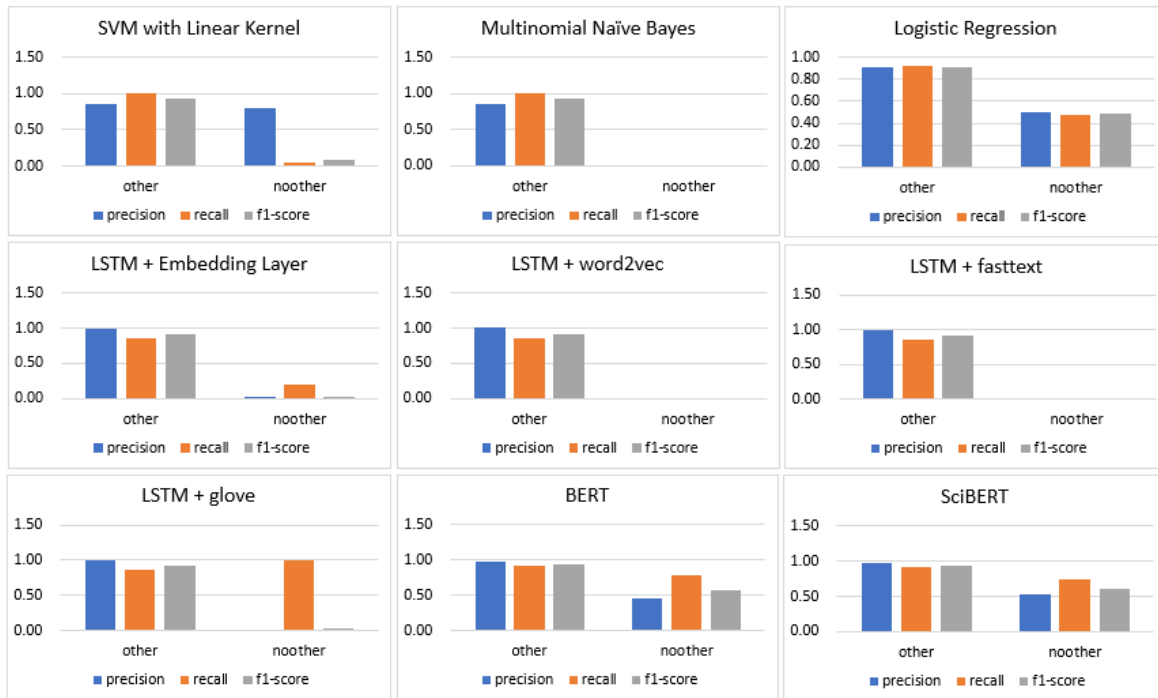 SVM with Linear Kernel
1.50
1.00
0.50
0.00
other noother
precision recall f1-score
Multinomial Naïve Bayes
1.50
1.00
0.50
0.00
other noother
precision recall f1-score
Logistic Regression
1.00
0.80
0.60
0.40
0.20
0.00
other noother
precision recall f1-score
LSTM + Embedding Layer
1.50
1.00
0.50
0.00
other noother
precision recall f1-score
LSTM + word2vec
1.50
1.00
0.50
0.00
other noother
precision recall f1-score
LSTM + fasttext
1.50
1.00
0.50
0.00
other noother
precision recall f1-score
LSTM + glove
1.50
1.00
0.50
0.00
other noother
precision recall f1-score
BERT
1.50
1.00
0.50
0.00
other noother
precision recall f1-score
SciBERT
1.50
1.00
0.50
0.00
other noother
precision recall f1-score